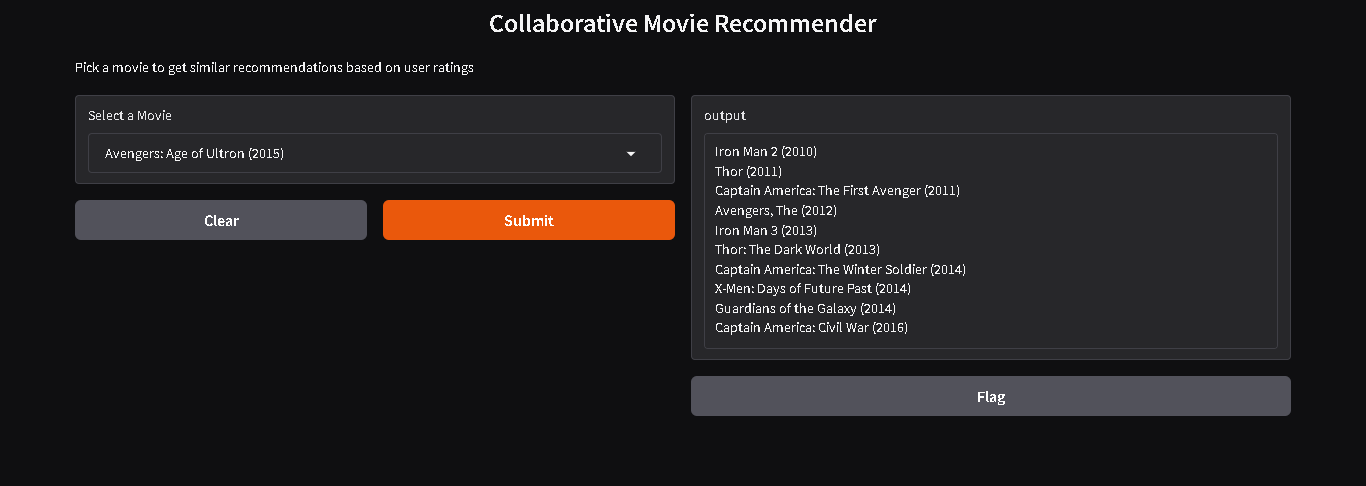 Collaborative Movie Recommender
Pick a movie to get similar recommendations based on user ratings
Select a Movie
Avengers: Age of Ultron (2015)
Clear
Submit
output
Iron Man 2 (2010)
Thor (2011)
Captain America: The First Avenger (2011)
Avengers, The (2012)
Iron Man 3 (2013)
Thor: The Dark World (2013)
Captain America: The Winter Soldier (2014)
X-Men: Days of Future Past (2014)
Guardians of the Galaxy (2014)
Captain America: Civil War (2016)
Flag